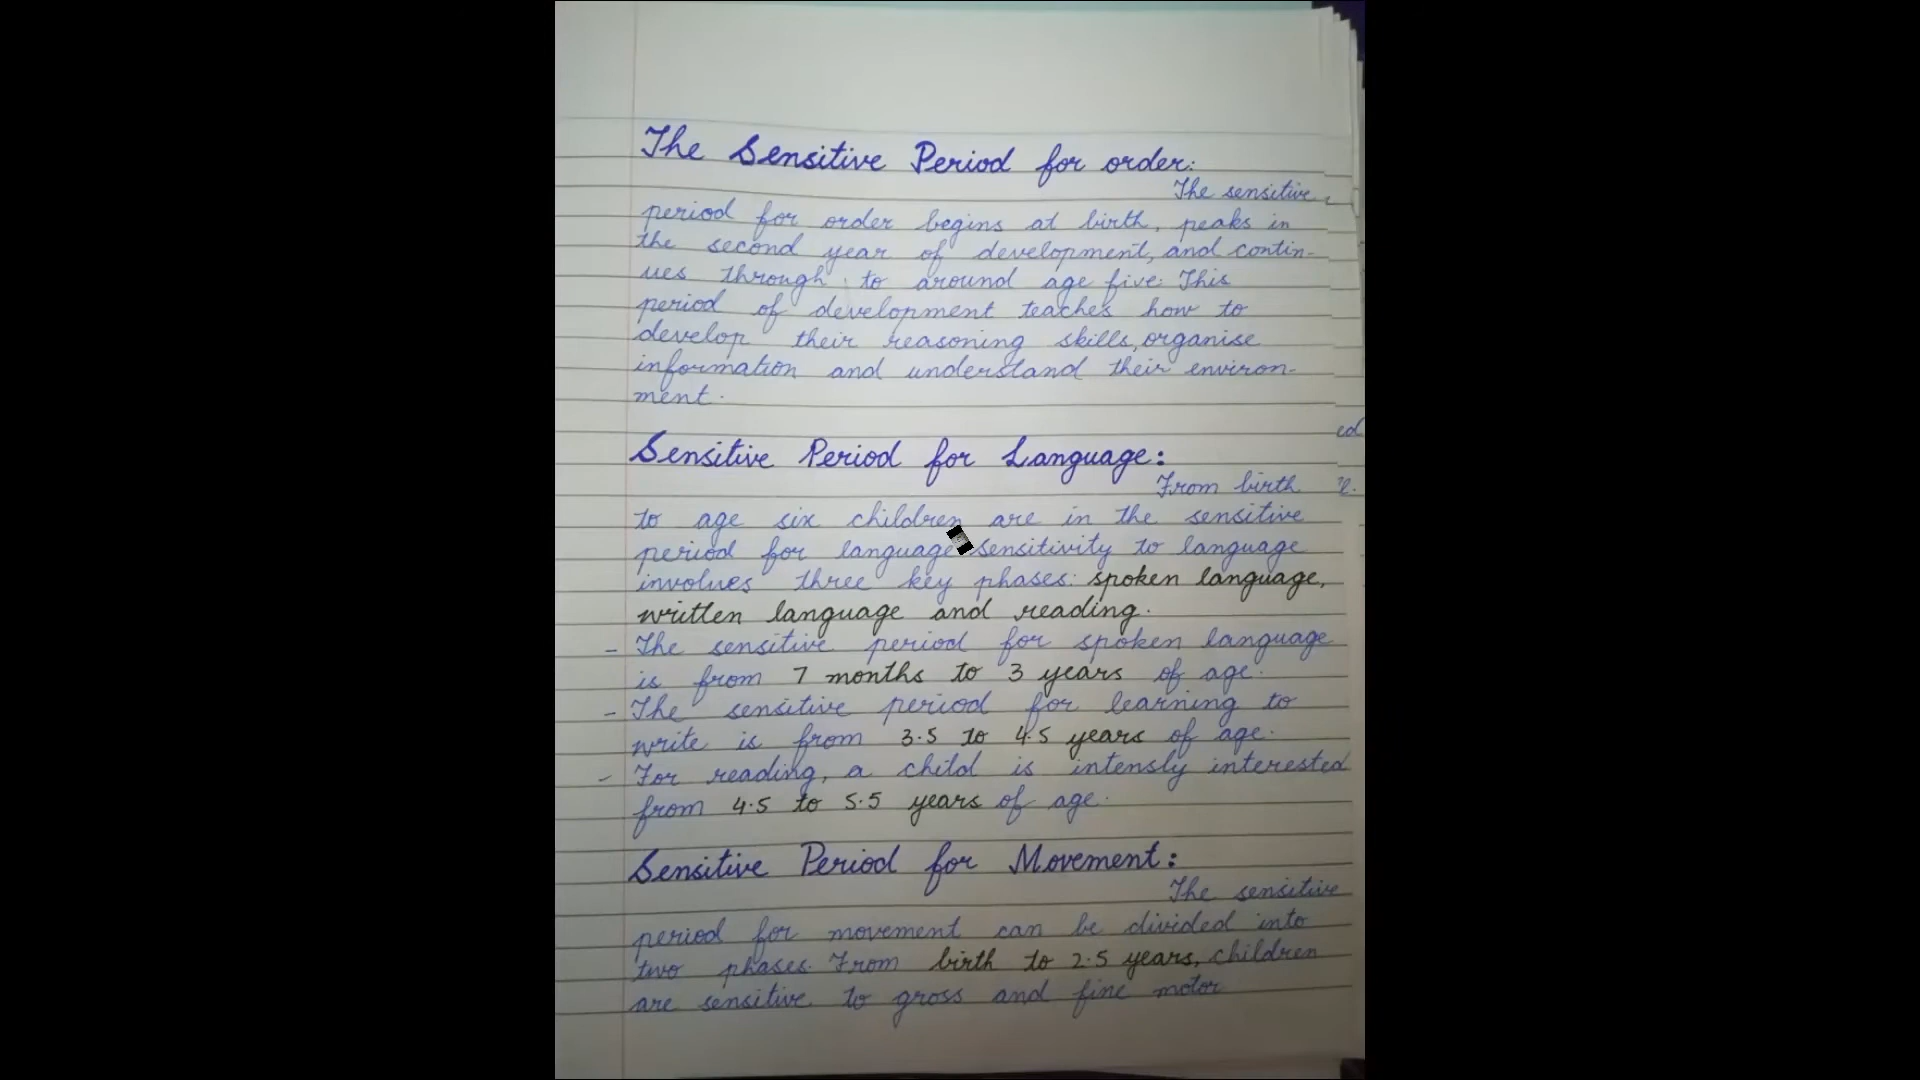 The Sensitive Period for order:
The sensitive
period for order begins at birth, peaks in
the second year of development, and contin-
ues through to around age five. This
period of development teaches how to
develop their reasoning skills, organise
information and understand their environ-
ment.
Sensitive Period for Language:
From birth
to age six children are in the sensitive
period for language sensitivity to language
involves three key phases: spoken language,
written language and reading.
- The sensitive period for spoken language
is from 7 months to 3 years of age.
- The sensitive period for learning to
write is from 3.5 to 4.5 years of age.
- For reading, a child is intensly interested
from 4.5 to 5.5 years of age.
Sensitive Period for Movement:
The sensitive
period for movement can be divided into
two phases. From birth to 2.5 years, children
are sensitive to gross and fine motor